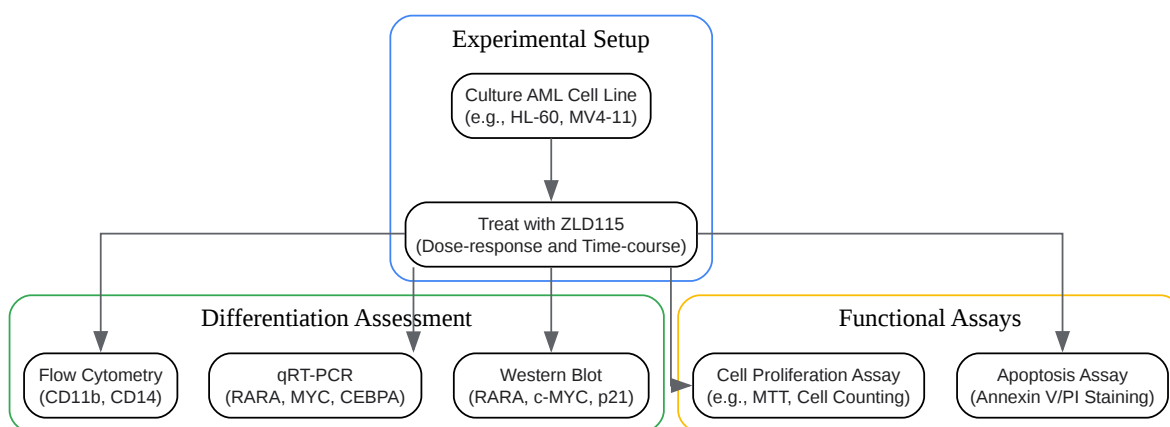 Experimental Setup
Culture AML Cell Line
(e.g., HL-60, MV4-11)
Treat with ZLD115
(Dose-response and Time-course)
Differentiation Assessment
Functional Assays
Flow Cytometry
(CD11b, CD14)
qRT-PCR
(RARA, MYC, CEBPA)
Western Blot
(RARA, c-MYC, p21)
Cell Proliferation Assay
(e.g., MTT, Cell Counting)
Apoptosis Assay
(Annexin V/PI Staining)